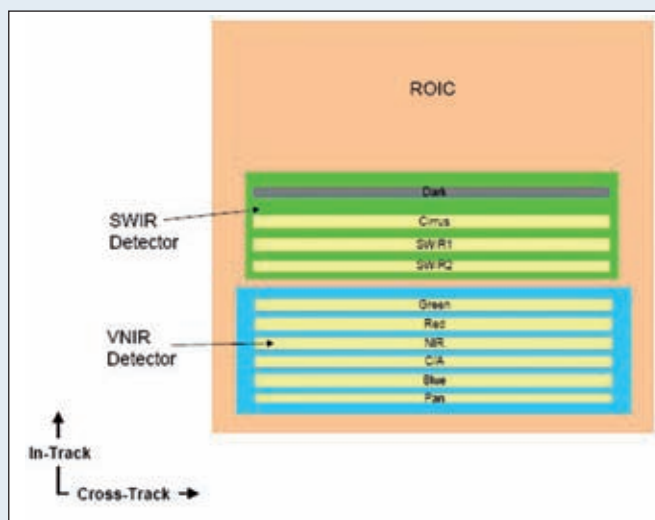 ROIC
Dark
Cirrus
SWIR1
SWIR2
SWIR
Detector
Green
Red
NIR
C/A
Blue
Pan
VNIR
Detector
In-Track
Cross-Track